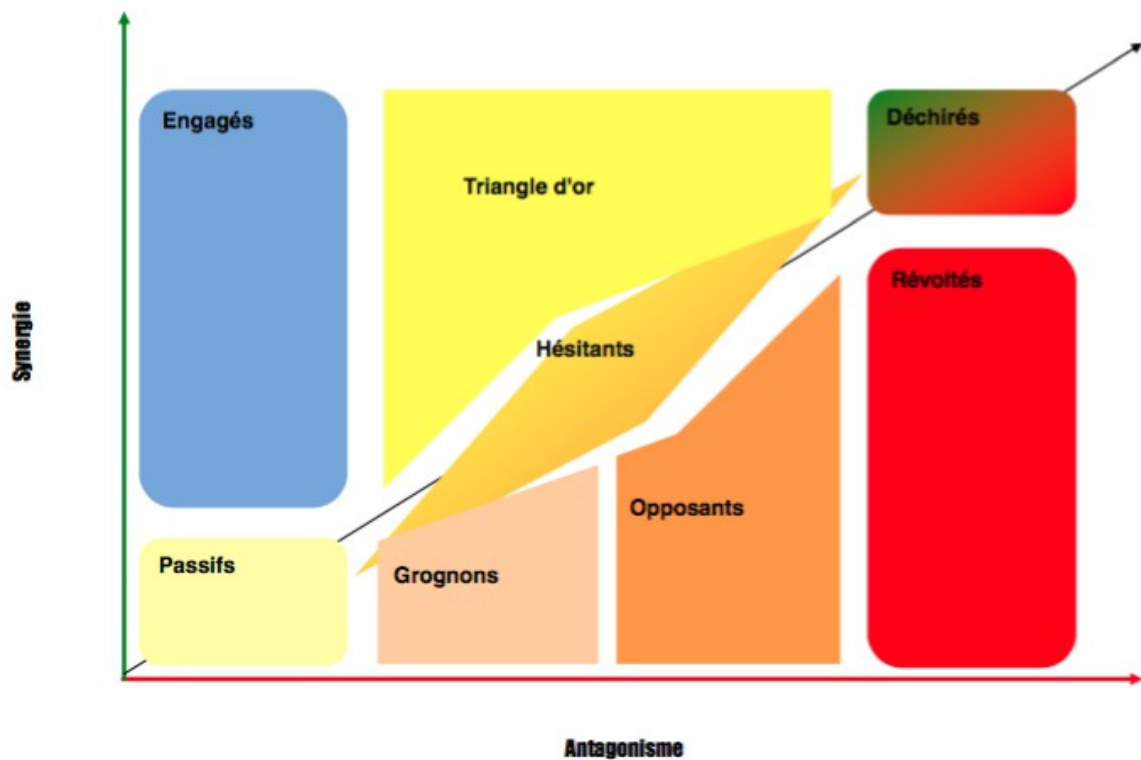 Engagés
Déchirés
Triangle d'or
Révoltés
Synergie
Hésitants
Opposants
Passifs
Grognons
Antagonisme